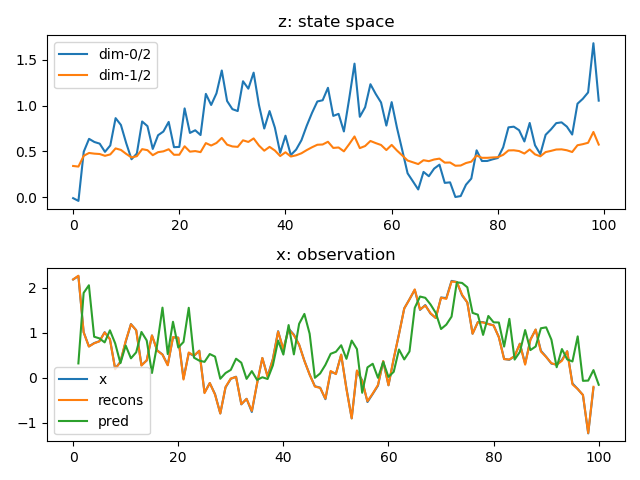 z: state space
1.5
1.0
0.5
0.0
dim-0/2
dim-1/2
0 20 40 60 80 100
x: observation
2
1
0
−1
x
recons
pred
0 20 40 60 80 100